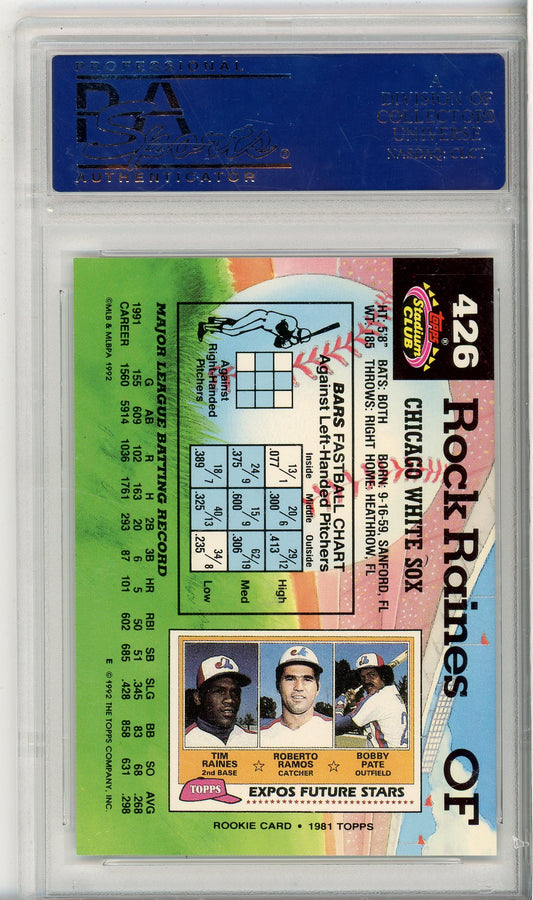 PROFESSIONAL
PSA
Sports®
AUTHENTICATOR
A
DIVISION OF
COLLECTORS
UNIVERSE
NASDAQ: CLCT
426 Rock Raines OF
Topps®
Stadium
CLUB
CHICAGO WHITE SOX
HT: 5'8" BATS: BOTH BORN: 9-16-59, SANFORD, FL
WT: 185 THROWS: RIGHT HOME: HEATHROW, FL
BARS FASTBALL CHART
Against Left-Handed Pitchers
Inside Middle Outside
13/1 20/6 29/12 High
.077 .300 .413
24/9 15/9 62/19 Med
.375 .600 .306
18/7 40/13 34/8 Low
.389 .325 .235
Against
Right-Handed
Pitchers
MAJOR LEAGUE BATTING RECORD
G AB R H 2B 3B HR RBI SB SLG BB SO AVG
1991 155 609 102 163 20 6 5 50 51 .345 83 68 .268
CAREER 1560 5914 1036 1761 293 87 101 602 685 .428 858 631 .298
©MLB & MLBPA 1992
E © 1992 THE TOPPS COMPANY, INC.
TIM
RAINES
2nd BASE
ROBERTO
RAMOS
CATCHER
BOBBY
PATE
OUTFIELD
TOPPS
EXPOS FUTURE STARS
ROOKIE CARD • 1981 TOPPS